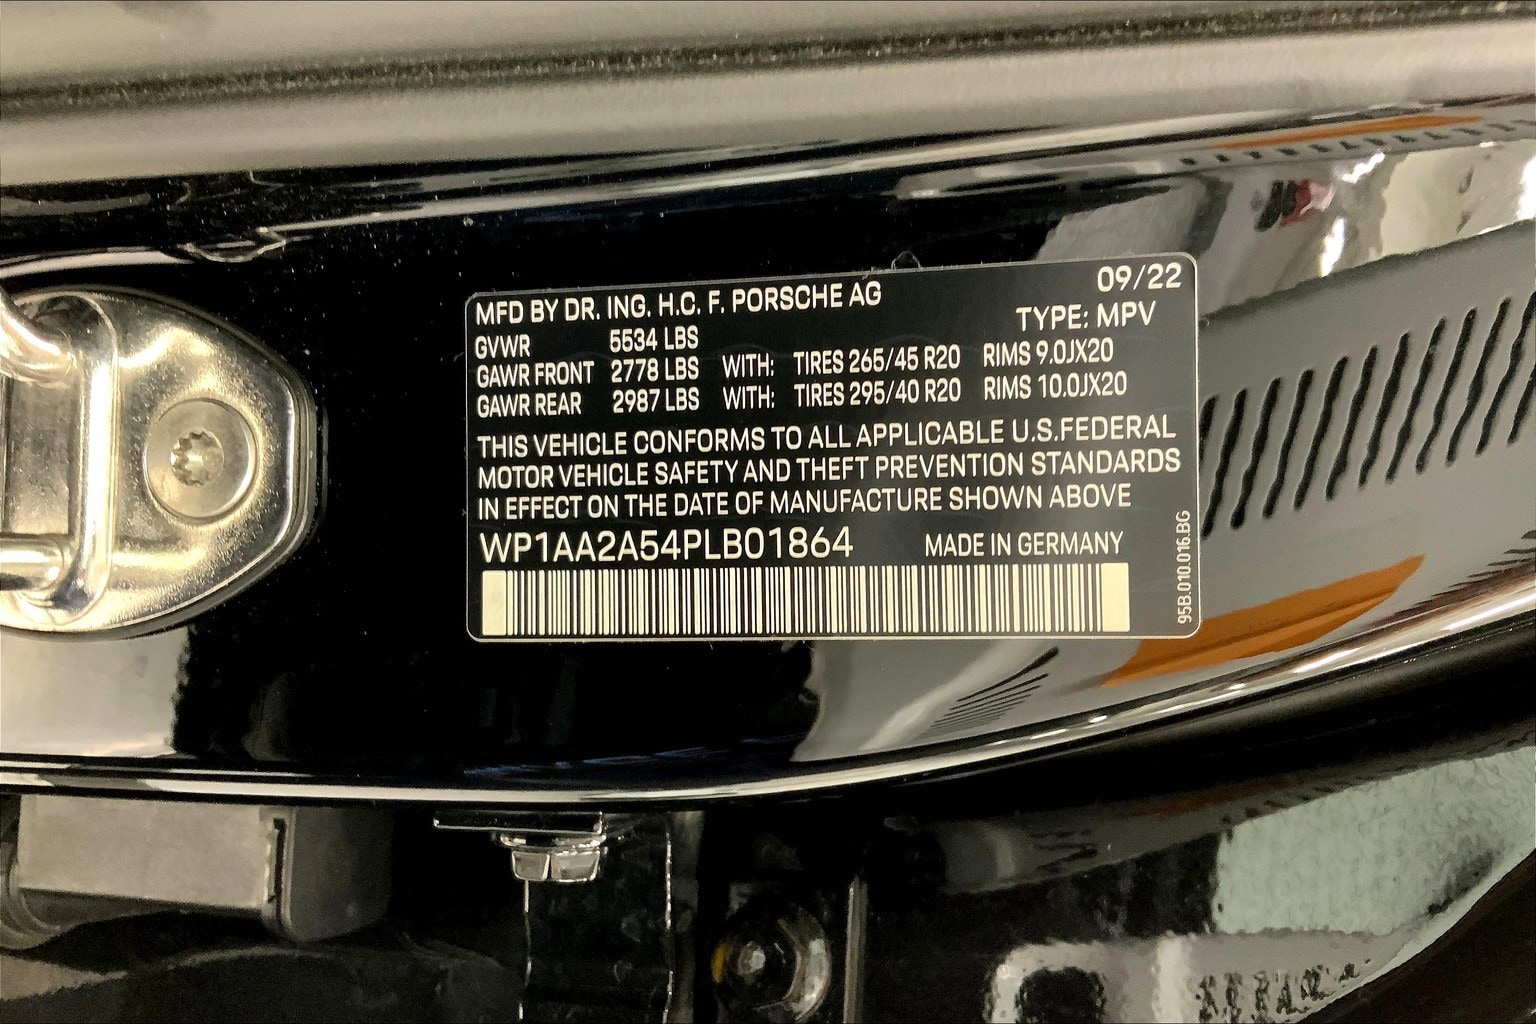 MFD BY DR. ING. H.C. F. PORSCHE AG 09/22
TYPE: MPV
GVWR 5534 LBS
GAWR FRONT 2778 LBS WITH: TIRES 265/45 R20 RIMS 9.0JX20
GAWR REAR 2987 LBS WITH: TIRES 295/40 R20 RIMS 10.0JX20
THIS VEHICLE CONFORMS TO ALL APPLICABLE U.S.FEDERAL
MOTOR VEHICLE SAFETY AND THEFT PREVENTION STANDARDS
IN EFFECT ON THE DATE OF MANUFACTURE SHOWN ABOVE
WP1AA2A54PLB01864 MADE IN GERMANY
95B.010.016.BG